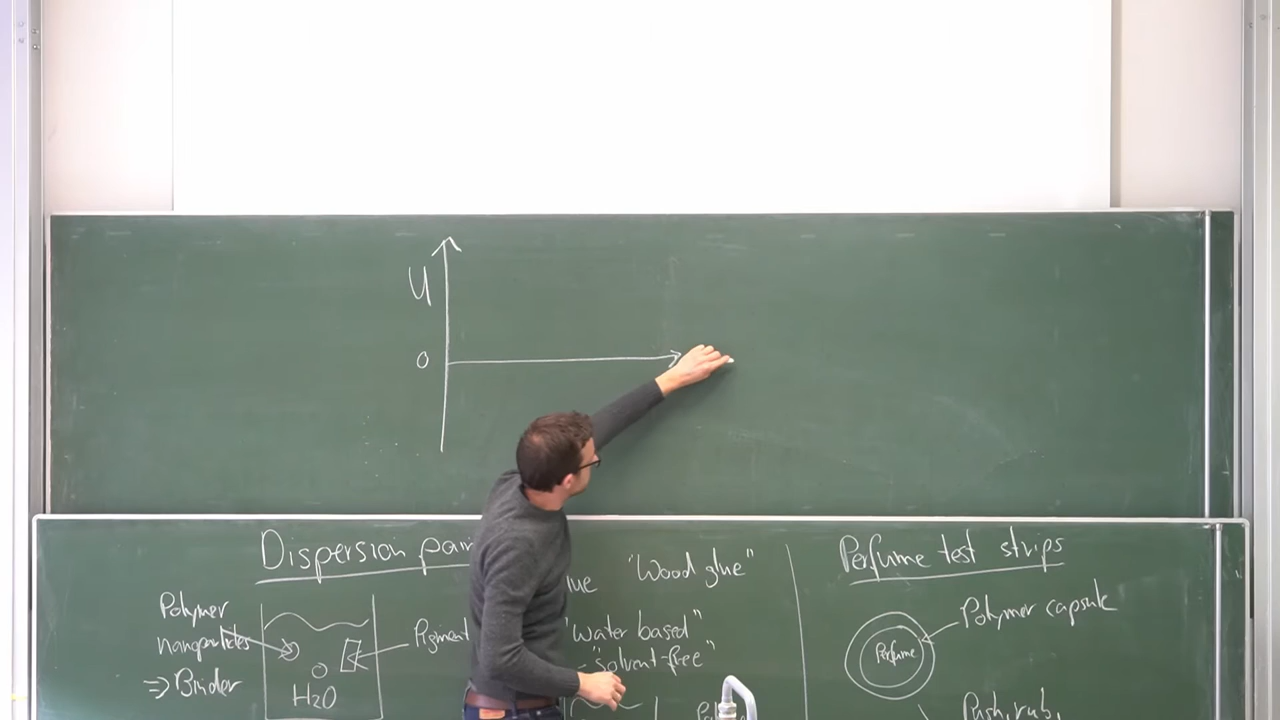 U
0
Dispersion
"Wood glue"
Polymer
nanoparticles
⇒ Binder
Pigment
H2O
"Water based"
- "Solvent-free"
Perfume test strips
Polymer capsule
Perfume
Push, rub,